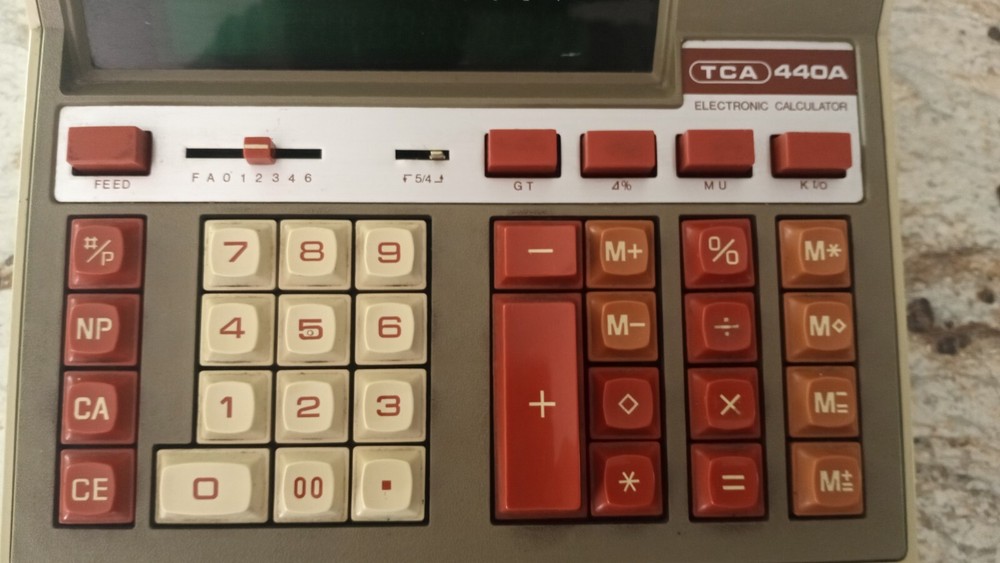 TCA 440A
ELECTRONIC CALCULATOR
FEED
F A 0 1 2 3 4 6
5/4
GT
Δ%
MU
K I/O
#/P
7 8 9
− M+
%
M*
NP
4 5 6
M−
÷
M◇
CA
1 2 3
+
◇
×
M=
CE
0 00 .
*
=
M±=